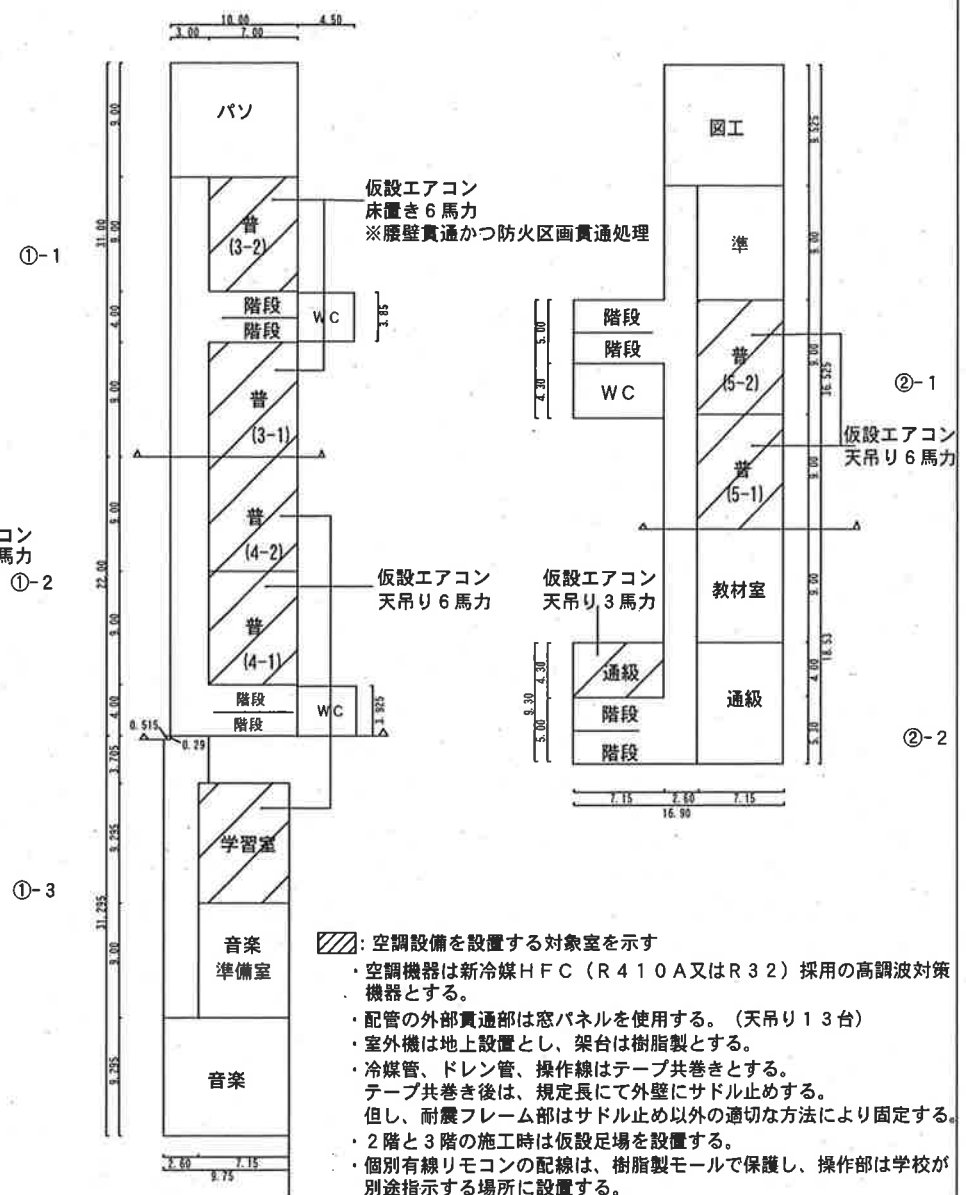 10.00
4.50
3.00
7.00
パソ
図工
仮設エアコン
床置き6馬力
※腰壁貫通かつ防火区画貫通処理
普
(3-2)
準
①-1
9.00
31.00
9.00
4.00
9.00
階段
階段
WC
3.85
階段
階段
WC
5.00
4.30
普
(3-1)
普
(5-2)
②-1
9.525
9.00
9.00
36.525
9.00
仮設エアコン
天吊り6馬力
普
(5-1)
普
(4-2)
コン
馬力
①-2
9.00
22.00
9.00
4.00
仮設エアコン
天吊り6馬力
仮設エアコン
天吊り3馬力
教材室
普
(4-1)
通級
通級
9.00
18.53
4.00
5.30
4.30
9.30
5.00
階段
階段
WC
3.925
階段
階段
②-2
0.515
0.29
3.705
7.15
2.60
7.15
16.90
学習室
①-3
9.295
31.295
9.00
9.295
音楽
準備室
音楽
2.60
7.15
9.75
:空調設備を設置する対象室を示す
・空調機器は新冷媒HFC(R410A又はR32)採用の高調波対策
機器とする。
・配管の外部貫通部は窓パネルを使用する。(天吊り13台)
・室外機は地上設置とし、架台は樹脂製とする。
・冷媒管、ドレン管、操作線はテープ共巻きとする。
テープ共巻き後は、規定長にて外壁にサドル止めする。
但し、耐震フレーム部はサドル止め以外の適切な方法により固定する。
・2階と3階の施工時は仮設足場を設置する。
・個別有線リモコンの配線は、樹脂製モールで保護し、操作部は学校が
別途指示する場所に設置する。